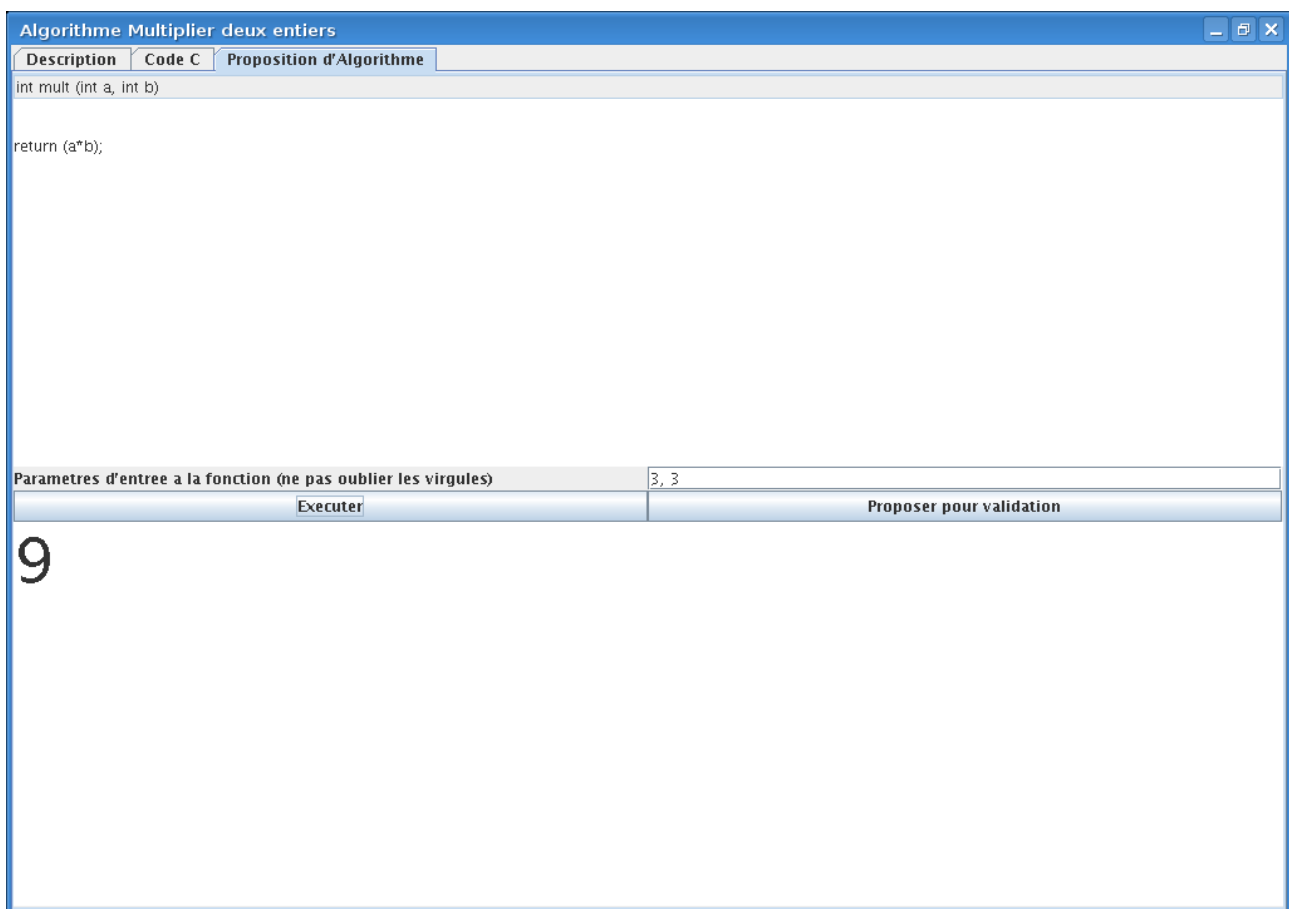 Algorithme Multiplier deux entiers
Description Code C Proposition d'Algorithme
int mult (int a, int b)
return (a*b);
Parametres d'entree a la fonction (ne pas oublier les virgules) 3, 3
Executer Proposer pour validation
9